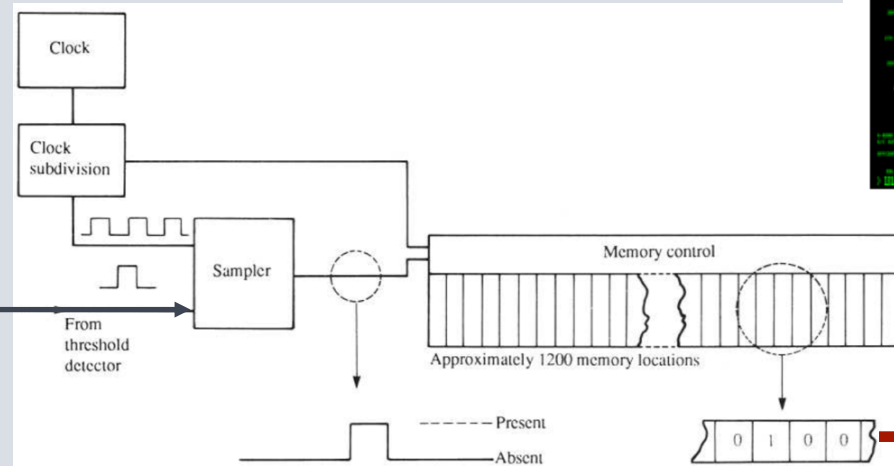 Clock
Clock
subdivision
Sampler
Memory control
From
threshold
detector
Approximately 1200 memory locations
Present
Absent
0 1 0 0